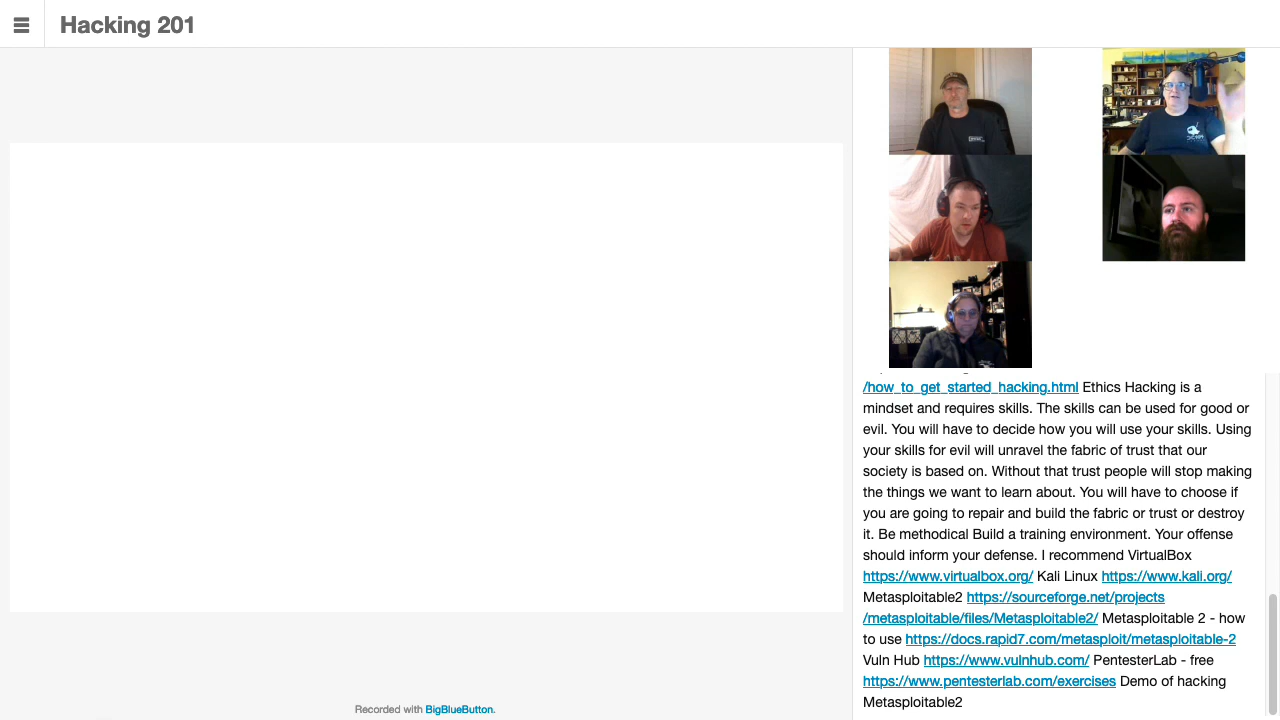 Hacking 201
/how_to_get_started_hacking.html Ethics Hacking is a
mindset and requires skills. The skills can be used for good or
evil. You will have to decide how you will use your skills. Using
your skills for evil will unravel the fabric of trust that our
society is based on. Without that trust people will stop making
the things we want to learn about. You will have to choose if
you are going to repair and build the fabric or trust or destroy
it. Be methodical Build a training environment. Your offense
should inform your defense. I recommend VirtualBox
https://www.virtualbox.org/ Kali Linux https://www.kali.org/
Metasploitable2 https://sourceforge.net/projects
/metasploitable/files/Metasploitable2/ Metasploitable 2 - how
to use https://docs.rapid7.com/metasploit/metasploitable-2
Vuln Hub https://www.vulnhub.com/ PentesterLab - free
https://www.pentesterlab.com/exercises Demo of hacking
Metasploitable2
Recorded with BigBlueButton.